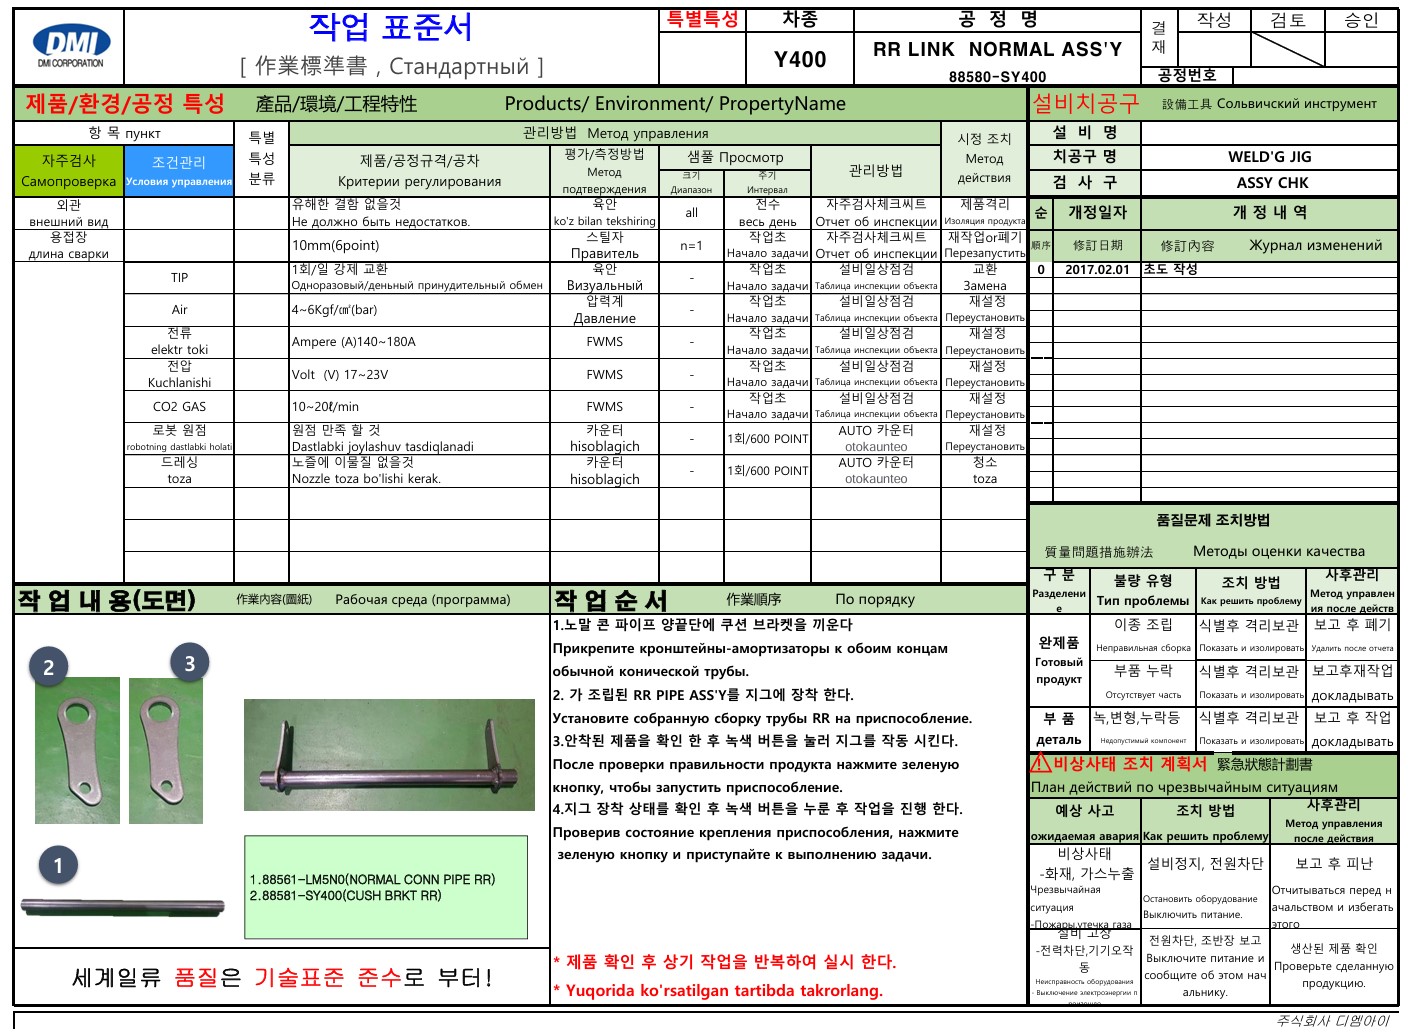 DMI
DMI CORPORATION
작업 표준서
[ 作業標準書 , Стандартный ]
특별특성
차종
Y400
공 정 명
RR LINK NORMAL ASS'Y
88580-SY400
결
재
작성
검토
승인
공정번호
제품/환경/공정 특성 產品/環境/工程特性 Products/ Environment/ PropertyName
항 목 пункт
특별
특성
분류
관리방법 Метод управления
시정 조치
Метод
действия
자주검사
Самопроверка
조건관리
Условия управления
제품/공정규격/공차
Критерии регулирования
평가/측정방법
Метод
подтверждения
샘풀 Просмотр
크기
Диапазон
주기
Интервал
관리방법
외관
внешний вид
유해한 결함 없을것
Не должно быть недостатков.
육안
ko'z bilan tekshiring
all
전수
весь день
자주검사체크씨트
Отчет об инспекции
제품격리
Изоляция продукта
용접장
длина сварки
10mm(6point)
스틸자
Правитель
n=1
작업초
Начало задачи
자주검사체크씨트
Отчет об инспекции
재작업or폐기
Перезапустить
TIP
1회/일 강제 교환
Одноразовый/деньный принудительный обмен
육안
Визуальный
-
작업초
Начало задачи
설비일상점검
Таблица инспекции объекта
교환
Замена
Air
4~6Kgf/㎠(bar)
압력계
Давление
-
작업초
Начало задачи
설비일상점검
Таблица инспекции объекта
재설정
Переустановить
전류
elektr toki
Ampere (A)140~180A
FWMS
-
작업초
Начало задачи
설비일상점검
Таблица инспекции объекта
재설정
Переустановить
전압
Kuchlanishi
Volt (V) 17~23V
FWMS
-
작업초
Начало задачи
설비일상점검
Таблица инспекции объекта
재설정
Переустановить
CO2 GAS
10~20ℓ/min
FWMS
-
작업초
Начало задачи
설비일상점검
Таблица инспекции объекта
재설정
Переустановить
로봇 원점
robotning dastlabki holati
원점 만족 할 것
Dastlabki joylashuv tasdiqlanadi
카운터
hisoblagich
-
1회/600 POINT
AUTO 카운터
otokaunteo
재설정
Переустановить
드레싱
toza
노즐에 이물질 없을것
Nozzle toza bo'lishi kerak.
카운터
hisoblagich
-
1회/600 POINT
AUTO 카운터
otokaunteo
청소
toza
설비치공구 設備工具 Сольвичский инструмент
설 비 명
치공구 명
WELD'G JIG
검 사 구
ASSY CHK
순
개정일자
개 정 내 역
順序
修訂日期
修訂內容 Журнал изменений
0
2017.02.01
초도 작성
품질문제 조치방법
質量問題措施辦法 Методы оценки качества
구 분
Разделени
е
불량 유형
Тип проблемы
조치 방법
Как решить проблему
사후관리
Метод управлен
ия после действ
완제품
Готовый
продукт
이종 조립
Неправильная сборка
식별후 격리보관
Показать и изолировать
보고 후 폐기
Удалить после отчета
부품 누락
Отсутствует часть
식별후 격리보관
Показать и изолировать
보고후재작업
докладывать
부 품
деталь
녹,변형,누락등
Недопустимый компонент
식별후 격리보관
Показать и изолировать
보고 후 작업
докладывать
비상사태 조치 계획서 緊急狀態計劃書
План действий по чрезвычайным ситуациям
예상 사고
ожидаемая авария
조치 방법
Как решить проблему
사후관리
Метод управления
после действия
비상사태
-화재, 가스누출
Чрезвычайная
ситуация
-Пожары,утечка газа
설비정지, 전원차단
Остановить оборудование
Выключить питание.
보고 후 피난
Отчитываться перед н
ачальством и избегать
этого
설비 고장
-전력차단,기기오작
동
- Неисправность оборудования
- Выключение электроэнергии п
전원차단, 조반장 보고
Выключите питание и
сообщите об этом нач
альнику.
생산된 제품 확인
Проверьте сделанную
продукцию.
작 업 내 용(도면) 作業內容(圖紙) Рабочая среда (программа)
2
3
1
1.88561-LM5N0(NORMAL CONN PIPE RR)
2.88581-SY400(CUSH BRKT RR)
세계일류 품질은 기술표준 준수로 부터!
작 업 순 서 作業順序 По порядку
1.노말 콘 파이프 양끝단에 쿠션 브라켓을 끼운다
Прикрепите кронштейны-амортизаторы к обоим концам
обычной конической трубы.
2. 가 조립된 RR PIPE ASS'Y를 지그에 장착 한다.
Установите собранную сборку трубы RR на приспособление.
3.안착된 제품을 확인 한 후 녹색 버튼을 눌러 지그를 작동 시킨다.
После проверки правильности продукта нажмите зеленую
кнопку, чтобы запустить приспособление.
4.지그 장착 상태를 확인 후 녹색 버튼을 누룬 후 작업을 진행 한다.
Проверив состояние крепления приспособления, нажмите
зеленую кнопку и приступайте к выполнению задачи.
* 제품 확인 후 상기 작업을 반복하여 실시 한다.
* Yuqorida ko'rsatilgan tartibda takrorlang.
주식회사 디엠아이